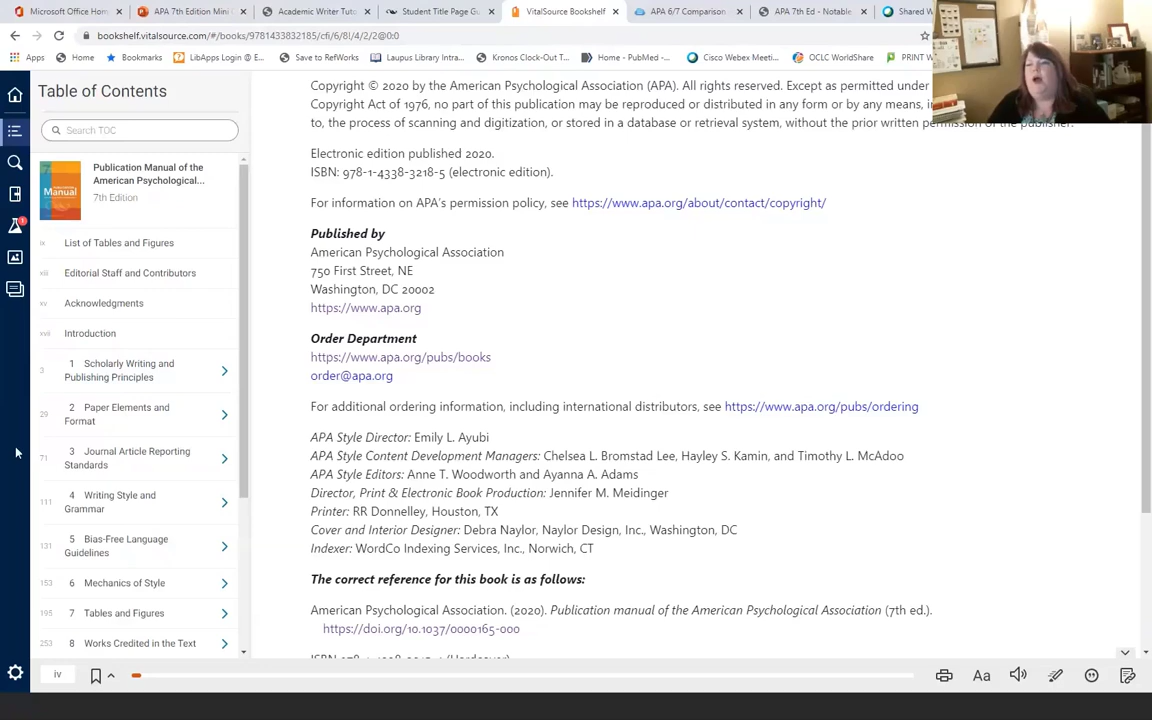 Microsoft Office Hom
APA 7th Edition Mini C
Academic Writer Tuto
Student Title Page Gu
VitalSource Bookshelf
APA 6/7 Comparison
APA 7th Ed - Notable
Shared W
bookshelf.vitalsource.com/#/books/9781433832185/cfi/6/8!/4/2/2@0:0
Apps
Home
Bookmarks
LibApps Login @ E...
Save to RefWorks
Laupus Library Intra...
Kronos Clock-Out T...
Home - PubMed -...
Cisco Webex Meeti...
OCLC WorldShare
PRINT W
Table of Contents
Search TOC
Publication Manual of the
American Psychological...
7th Edition
ix List of Tables and Figures
xiii Editorial Staff and Contributors
xv Acknowledgments
xvii Introduction
3 1 Scholarly Writing and
Publishing Principles
29 2 Paper Elements and
Format
71 3 Journal Article Reporting
Standards
111 4 Writing Style and
Grammar
131 5 Bias-Free Language
Guidelines
153 6 Mechanics of Style
195 7 Tables and Figures
253 8 Works Credited in the Text
Copyright © 2020 by the American Psychological Association (APA). All rights reserved. Except as permitted under
Copyright Act of 1976, no part of this publication may be reproduced or distributed in any form or by any means, i
to, the process of scanning and digitization, or stored in a database or retrieval system, without the prior written permission of the publisher.
Electronic edition published 2020.
ISBN: 978-1-4338-3218-5 (electronic edition).
For information on APA's permission policy, see https://www.apa.org/about/contact/copyright/
Published by
American Psychological Association
750 First Street, NE
Washington, DC 20002
https://www.apa.org
Order Department
https://www.apa.org/pubs/books
order@apa.org
For additional ordering information, including international distributors, see https://www.apa.org/pubs/ordering
APA Style Director: Emily L. Ayubi
APA Style Content Development Managers: Chelsea L. Bromstad Lee, Hayley S. Kamin, and Timothy L. McAdoo
APA Style Editors: Anne T. Woodworth and Ayanna A. Adams
Director, Print & Electronic Book Production: Jennifer M. Meidinger
Printer: RR Donnelley, Houston, TX
Cover and Interior Designer: Debra Naylor, Naylor Design, Inc., Washington, DC
Indexer: WordCo Indexing Services, Inc., Norwich, CT
The correct reference for this book is as follows:
American Psychological Association. (2020). Publication manual of the American Psychological Association (7th ed.).
https://doi.org/10.1037/0000165-000
iv
Aa